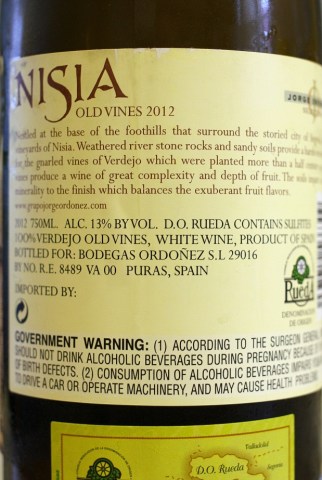 NISIA
OLD VINES 2012
JORGE
Nestled at the base of the foothills that surround the storied city of
vineyards of Nisia. Weathered river stone rocks and sandy soils provide a
for the gnarled vines of Verdejo which were planted more than a half
vines produce a wine of great complexity and depth of fruit. The soils
minerality to the finish which balances the exuberant fruit flavors.
www.grupojorgeordonez.com
2012 750ML. ALC. 13% BY VOL. D.O. RUEDA CONTAINS SULFITES
100% VERDEJO OLD VINES, WHITE WINE, PRODUCT OF SPAIN
BOTTLED FOR: BODEGAS ORDOÑEZ S.L 29016
BY NO. R.E. 8489 VA 00 PURAS, SPAIN
IMPORTED BY:
RUEDA
DENOMINACION
DE ORIGEN
GOVERNMENT WARNING: (1) ACCORDING TO THE SURGEON GENERAL
SHOULD NOT DRINK ALCOHOLIC BEVERAGES DURING PREGNANCY BECAUSE OF
OF BIRTH DEFECTS. (2) CONSUMPTION OF ALCOHOLIC BEVERAGES IMPAIRS YOUR
TO DRIVE A CAR OR OPERATE MACHINERY, AND MAY CAUSE HEALTH PROBLEMS
Valladolid
D.O. Rueda